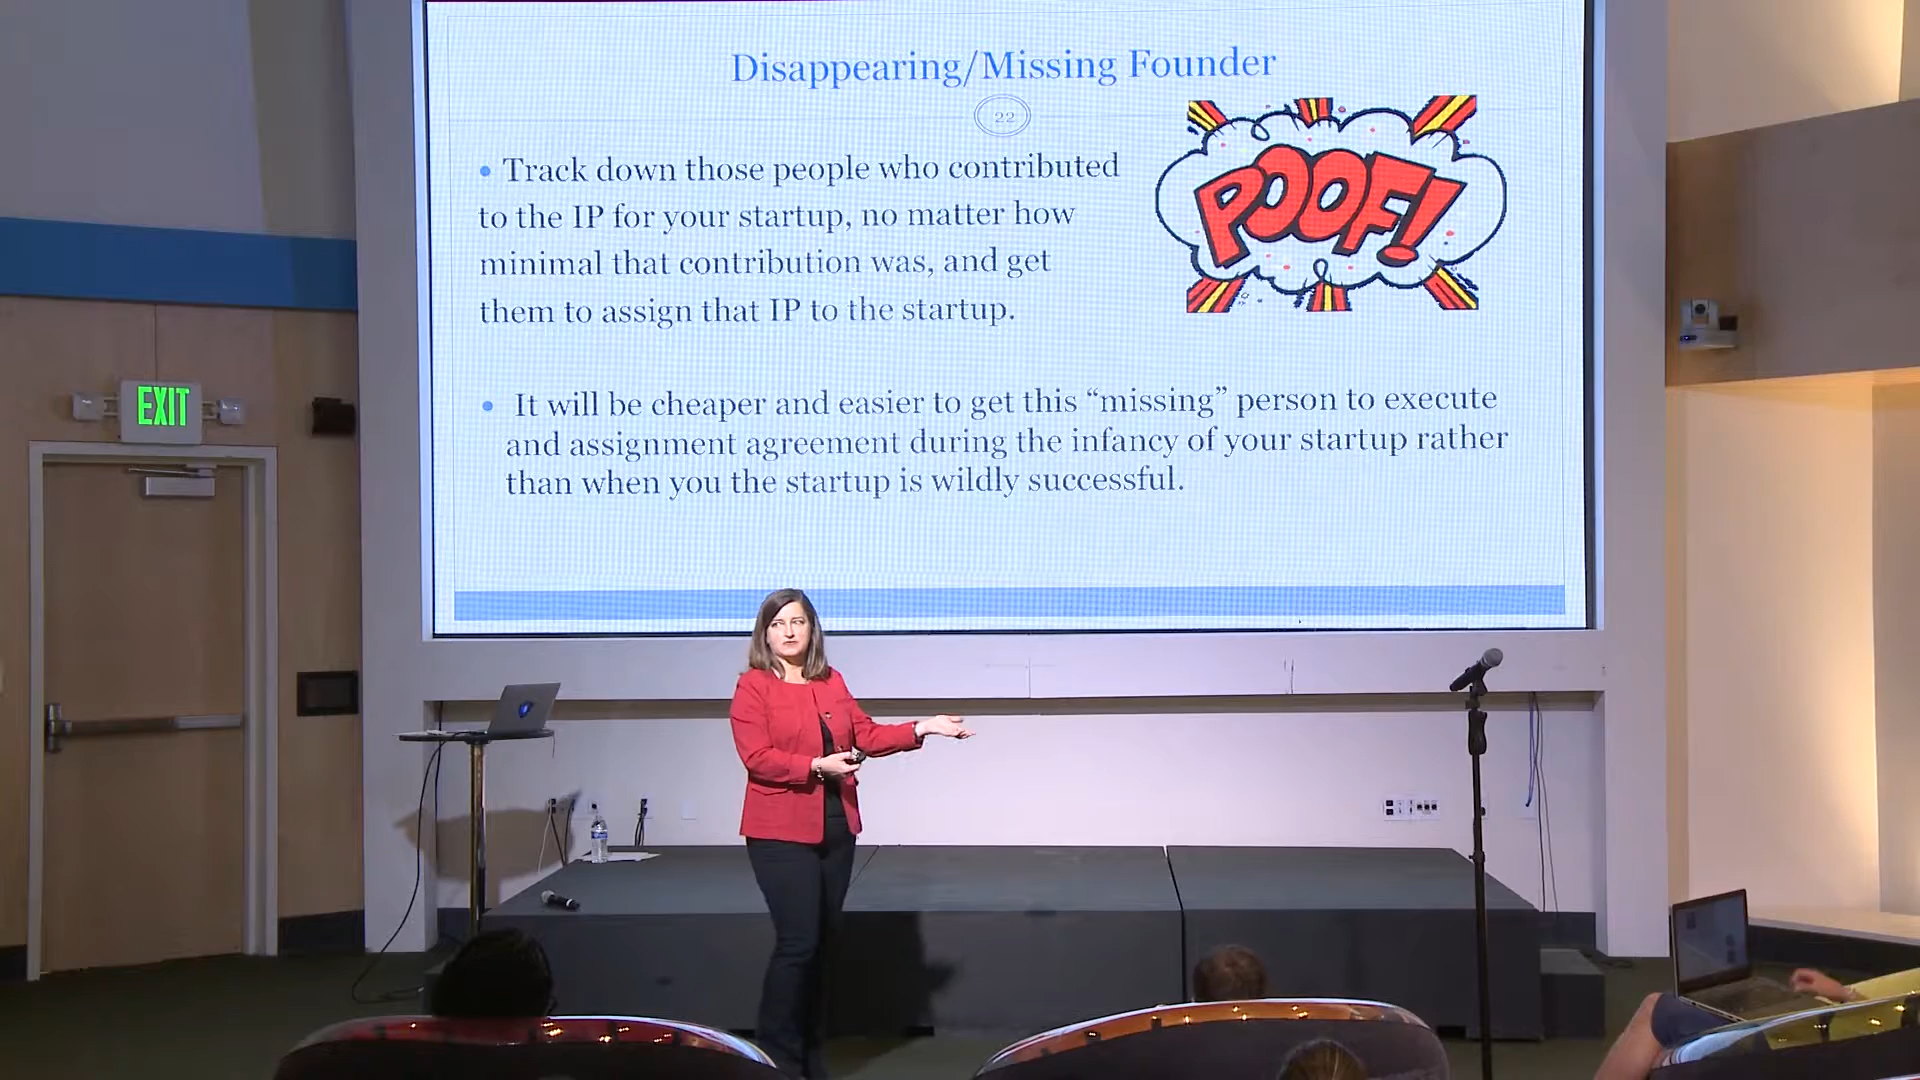 Disappearing/Missing Founder
22
• Track down those people who contributed
to the IP for your startup, no matter how
minimal that contribution was, and get
them to assign that IP to the startup.
POOF!
• It will be cheaper and easier to get this “missing” person to execute
and assignment agreement during the infancy of your startup rather
than when you the startup is wildly successful.
EXIT